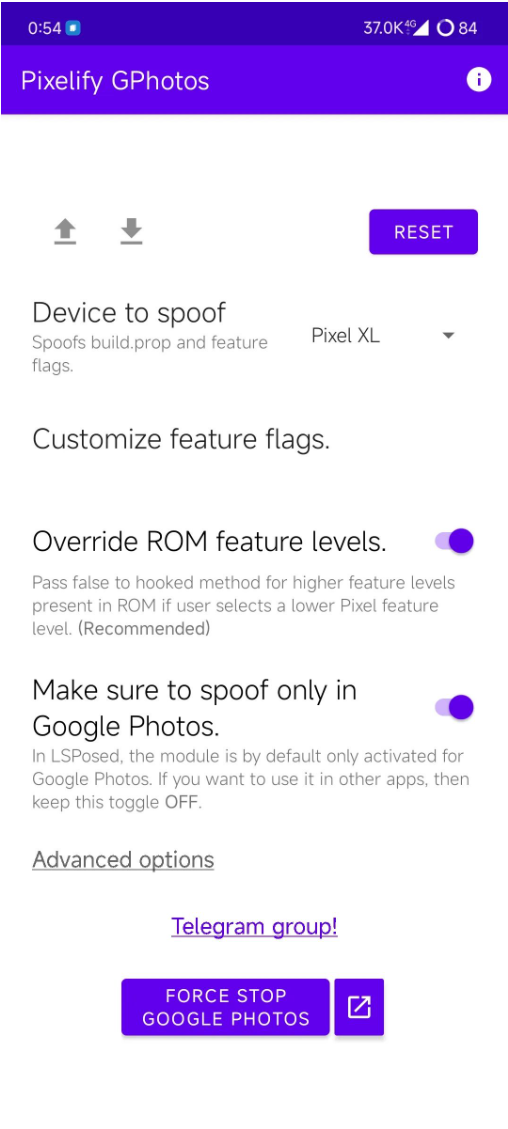 0:54 37.0K 4G 84
Pixelify GPhotos
RESET
Device to spoof
Spoofs build.prop and feature
flags.
Pixel XL
Customize feature flags.
Override ROM feature levels.
Pass false to hooked method for higher feature levels
present in ROM if user selects a lower Pixel feature
level. (Recommended)
Make sure to spoof only in
Google Photos.
In LSPosed, the module is by default only activated for
Google Photos. If you want to use it in other apps, then
keep this toggle OFF.
Advanced options
Telegram group!
FORCE STOP
GOOGLE PHOTOS